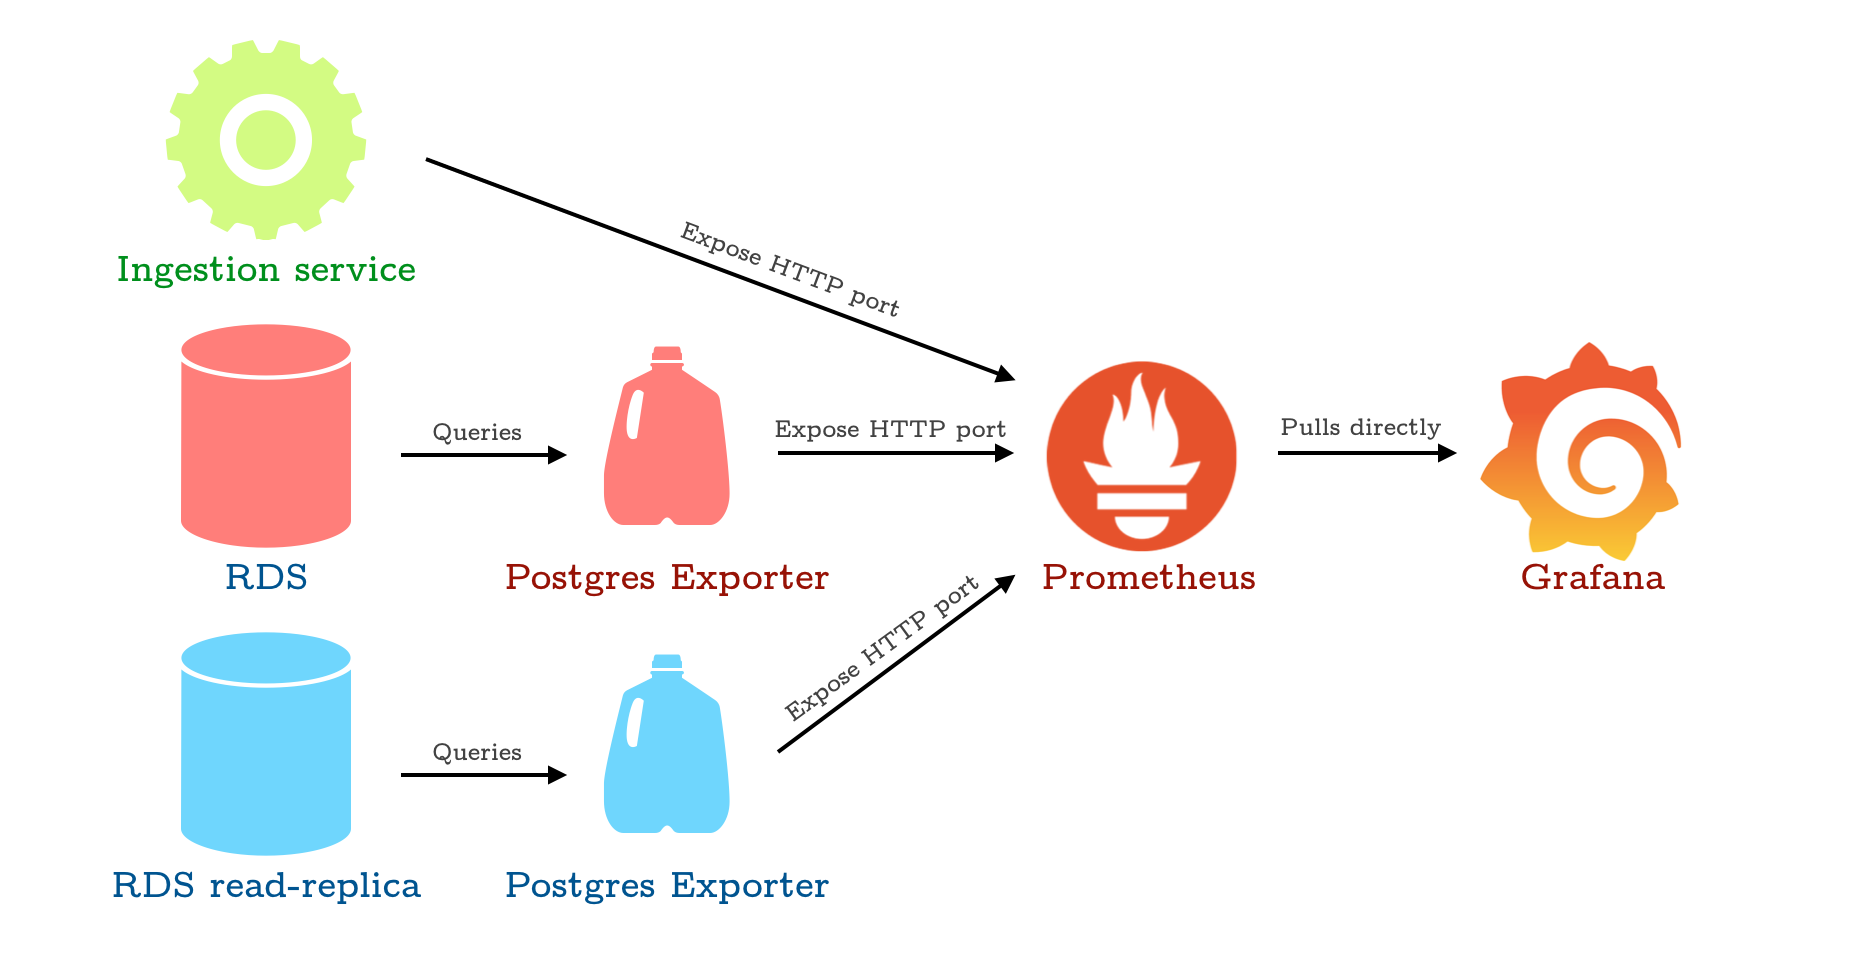 Expose HTTP port
Ingestion service
Queries
Expose HTTP port
Pulls directly
RDS
Postgres Exporter
Prometheus
Grafana
Expose HTTP port
Queries
RDS read-replica
Postgres Exporter